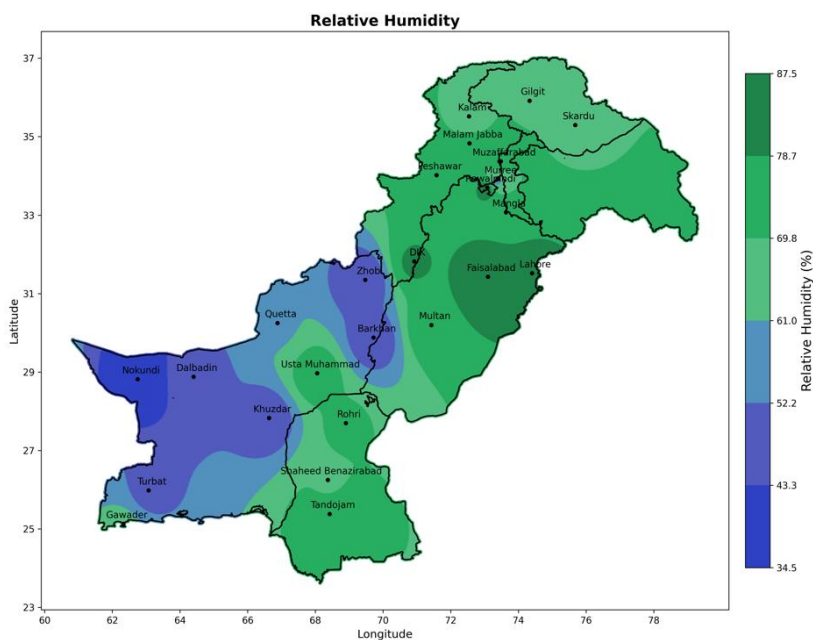 Relative Humidity
37
35
33
31
29
27
25
23
Latitude
60
62
64
66
68
70
72
74
76
78
Longitude
Gilgit
Kalam
Skardu
Malam Jabba
Muzaffarabad
Peshawar
Murree
Rawalpindi
Mangla
DIK
Zhob
Faisalabad
Lahore
Quetta
Multan
Barkhan
Usta Muhammad
Nokundi
Dalbadin
Khuzdar
Rohri
Shaheed Benazirabad
Turbat
Tandojam
Gawader
87.5
78.7
69.8
61.0
52.2
43.3
34.5
Relative Humidity (%)